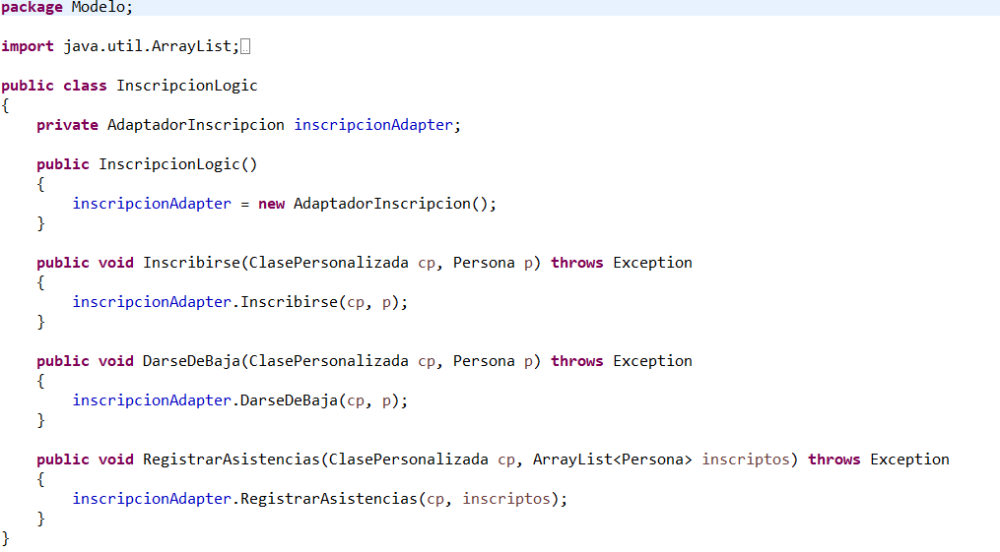 package Modelo;
import java.util.ArrayList;
public class InscripcionLogic
{
private AdaptadorInscripcion inscripcionAdapter;
public InscripcionLogic()
{
inscripcionAdapter = new AdaptadorInscripcion();
}
public void Inscribirse(ClasePersonalizada cp, Persona p) throws Exception
{
inscripcionAdapter.Inscribirse(cp, p);
}
public void DarseDeBaja(ClasePersonalizada cp, Persona p) throws Exception
{
inscripcionAdapter.DarseDeBaja(cp, p);
}
public void RegistrarAsistencias(ClasePersonalizada cp, ArrayList<Persona> inscriptos) throws Exception
{
inscripcionAdapter.RegistrarAsistencias(cp, inscriptos);
}
}